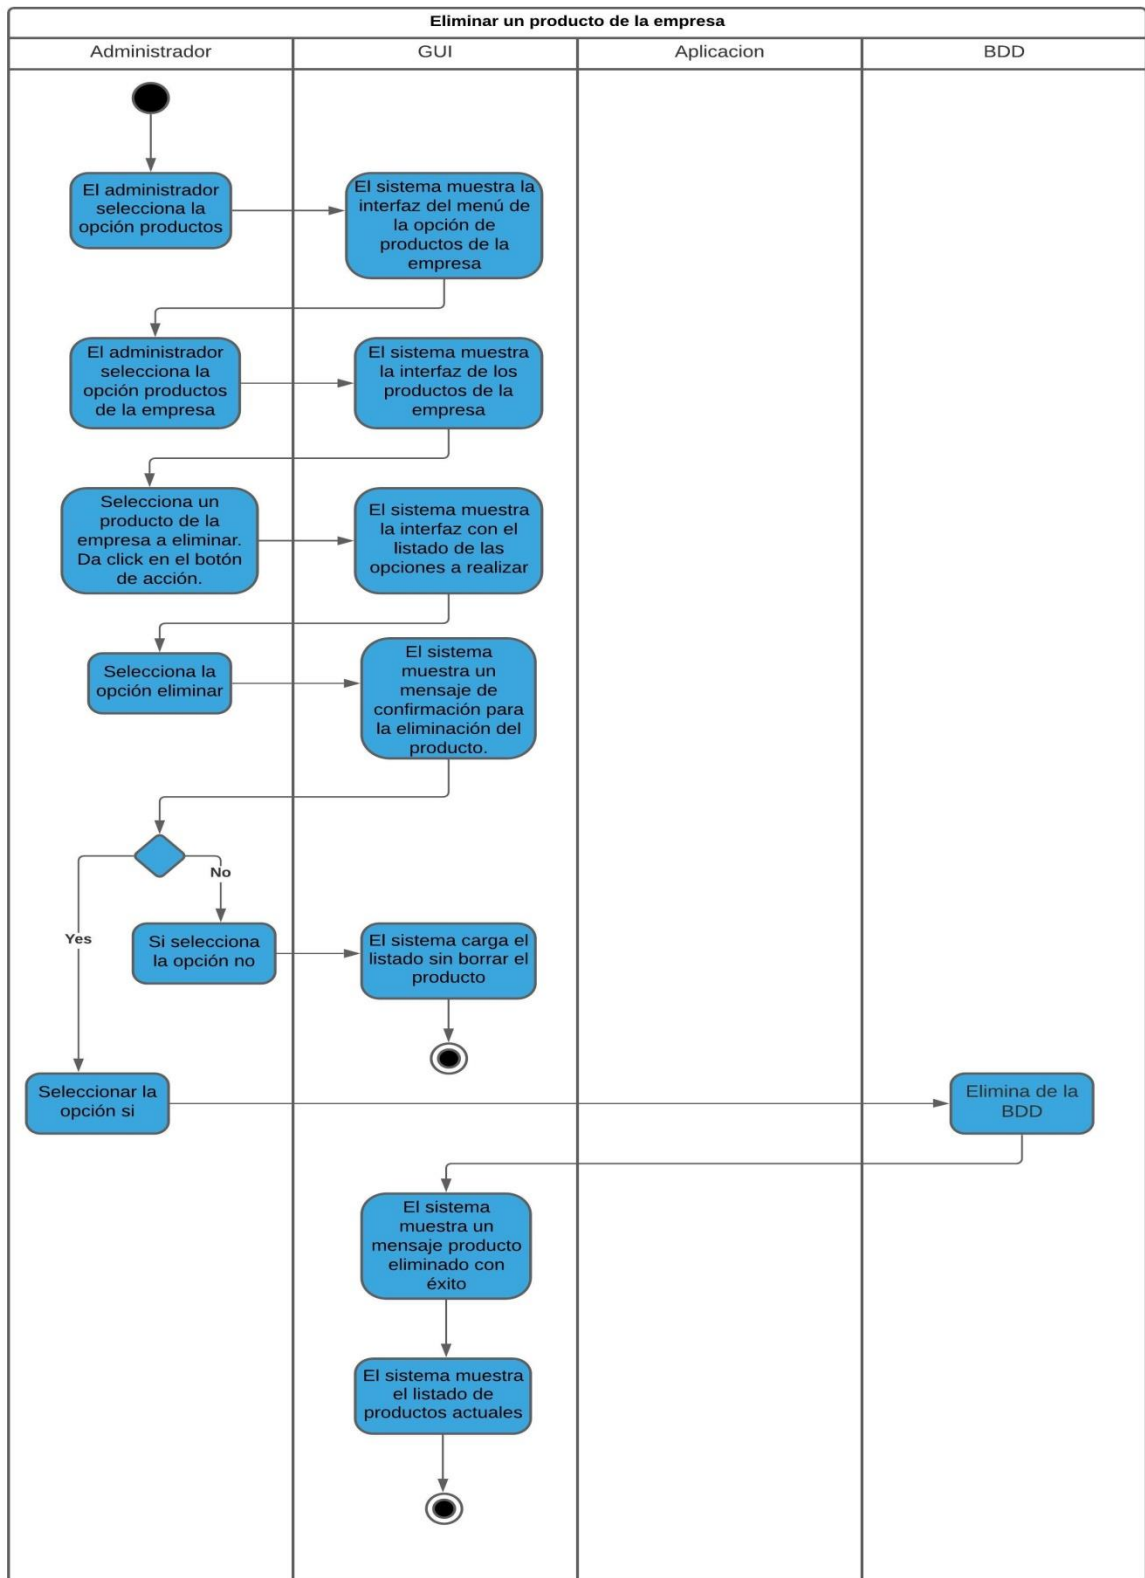 Eliminar un producto de la empresa
Administrador
GUI
Aplicacion
BDD
El administrador
selecciona la
opción productos
El sistema muestra la
interfaz del menú de
la opción de
productos de la
empresa
El administrador
selecciona la
opción productos
de la empresa
El sistema muestra
la interfaz de los
productos de la
empresa
Selecciona un
producto de la
empresa a eliminar.
Da click en el botón
de acción.
El sistema muestra
la interfaz con el
listado de las
opciones a realizar
Selecciona la
opción eliminar
El sistema
muestra un
mensaje de
confirmación para
la eliminación del
producto.
No
Yes
Si selecciona
la opción no
El sistema carga el
listado sin borrar el
producto
Seleccionar la
opción si
Elimina de la
BDD
El sistema
muestra un
mensaje producto
eliminado con
éxito
El sistema muestra
el listado de
productos actuales